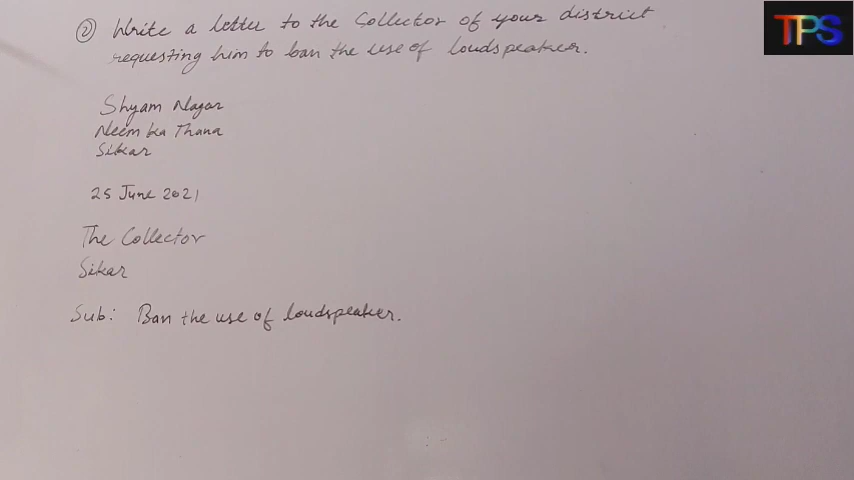 ② Write a letter to the Collector of your district
requesting him to ban the use of loudspeaker.
TPS
Shyam Nagar
Neem ka Thana
Sikar
25 June 2021
The Collector
Sikar
Sub: Ban the use of loudspeaker.